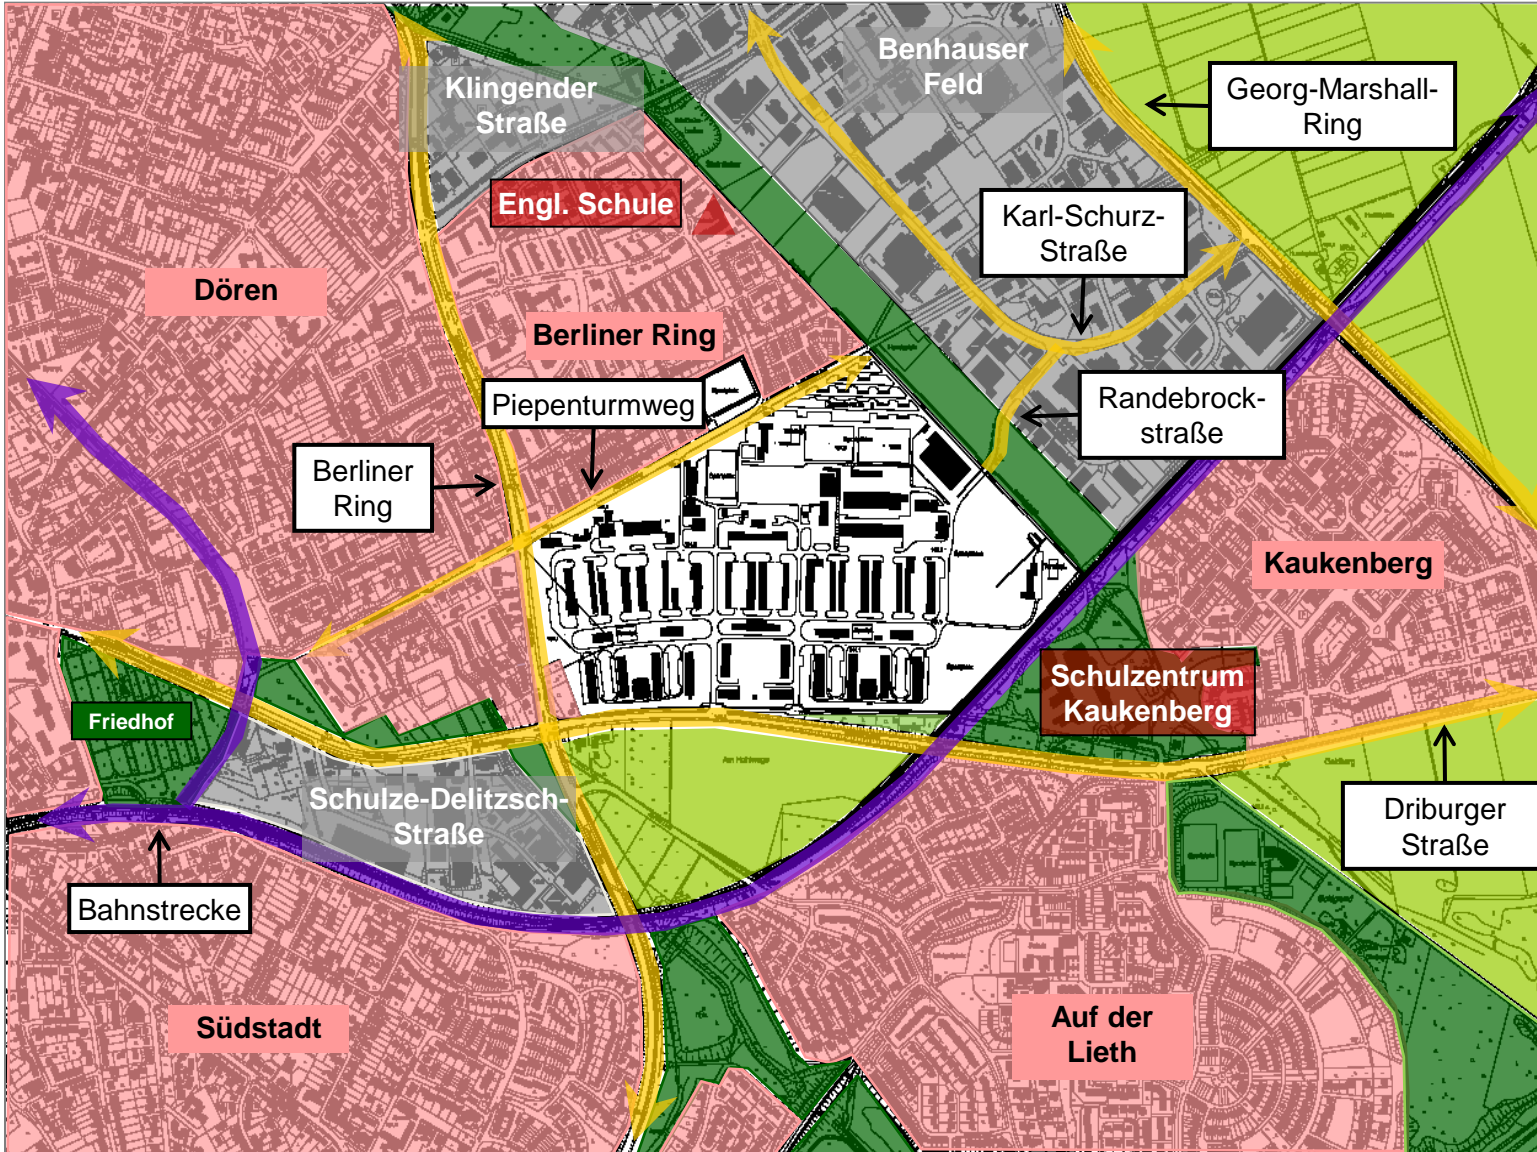 Benhauser
Feld
Klingender
Straße
Georg-Marshall-
Ring
Engl. Schule
Karl-Schurz-
Straße
Dören
Berliner Ring
Piepenturmweg
Randebrock-
straße
Berliner
Ring
Kaukenberg
Schulzentrum
Kaukenberg
Friedhof
Schulze-Delitzsch-
Straße
Driburger
Straße
Bahnstrecke
Südstadt
Auf der
Lieth